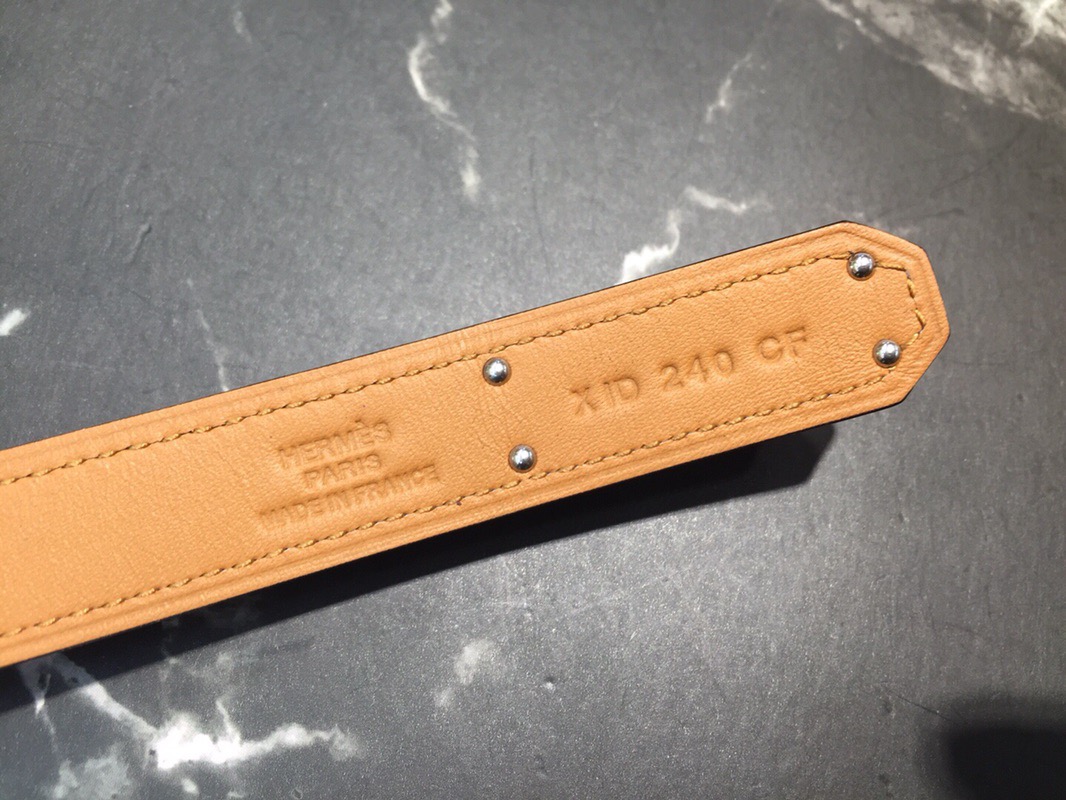 HERMÈS
PARIS
MADE IN FRANCE
X ID 240 CF